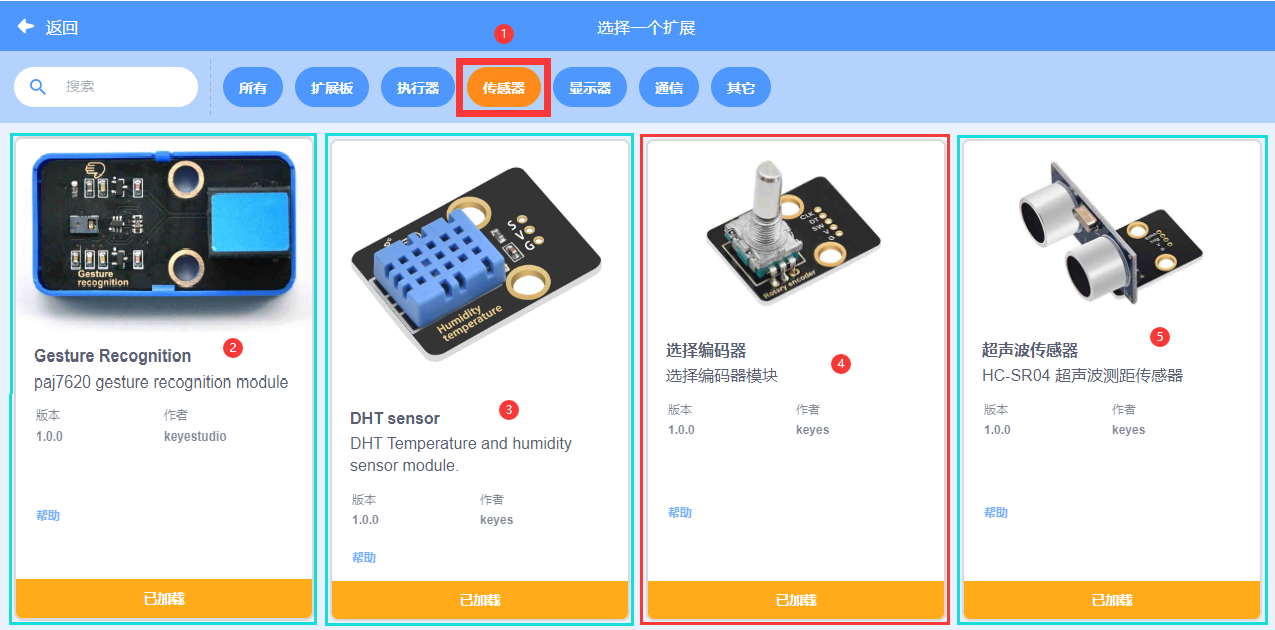 返回
选择一个扩展
1
搜索
所有
扩展板
执行器
传感器
显示器
通信
其它
Gesture
recognition
Gesture Recognition
2
paj7620 gesture recognition module
版本
作者
1.0.0
keyestudio
帮助
已加载
S
V
G
Humidity
temperature
3
DHT sensor
DHT Temperature and humidity
sensor module.
版本
作者
1.0.0
keyes
帮助
已加载
CLK
DT
SW
V
G
Rotary encoder
选择编码器
4
选择编码器模块
版本
作者
1.0.0
keyes
帮助
已加载
5
超声波传感器
HC-SR04 超声波测距传感器
版本
作者
1.0.0
keyes
帮助
已加载